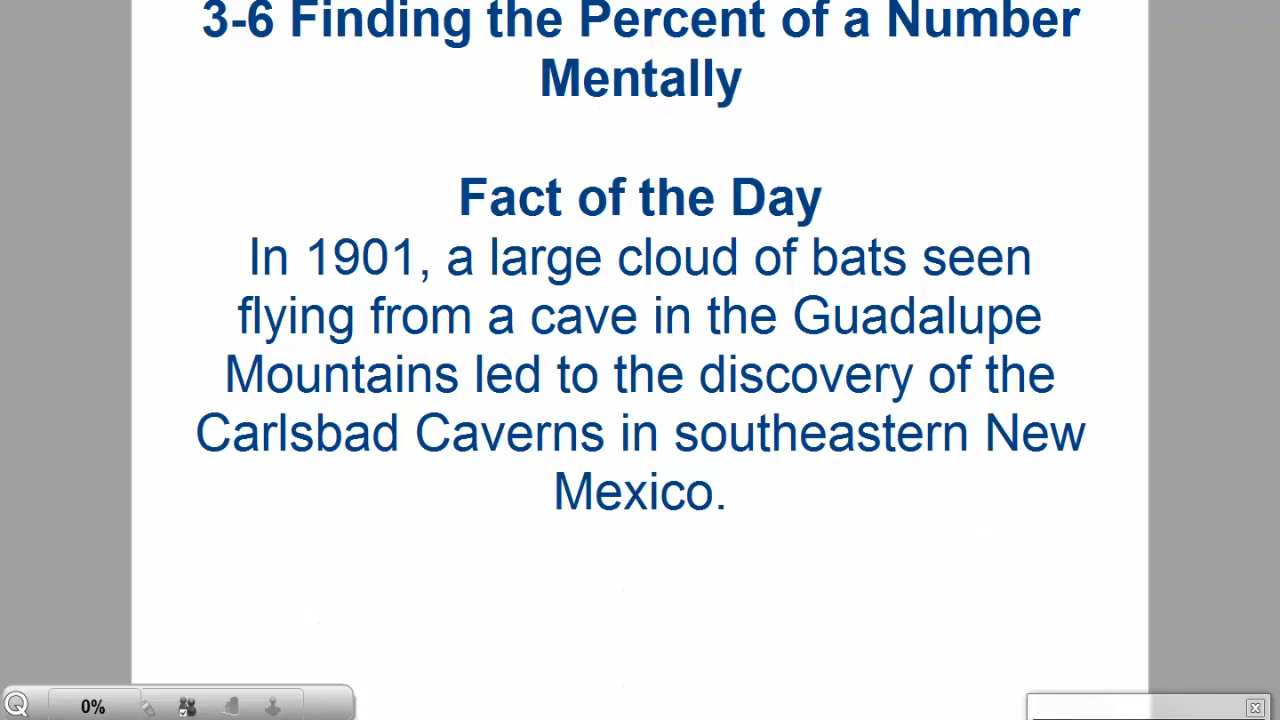 3-6 Finding the Percent of a Number
Mentally
Fact of the Day
In 1901, a large cloud of bats seen
flying from a cave in the Guadalupe
Mountains led to the discovery of the
Carlsbad Caverns in southeastern New
Mexico.
0%